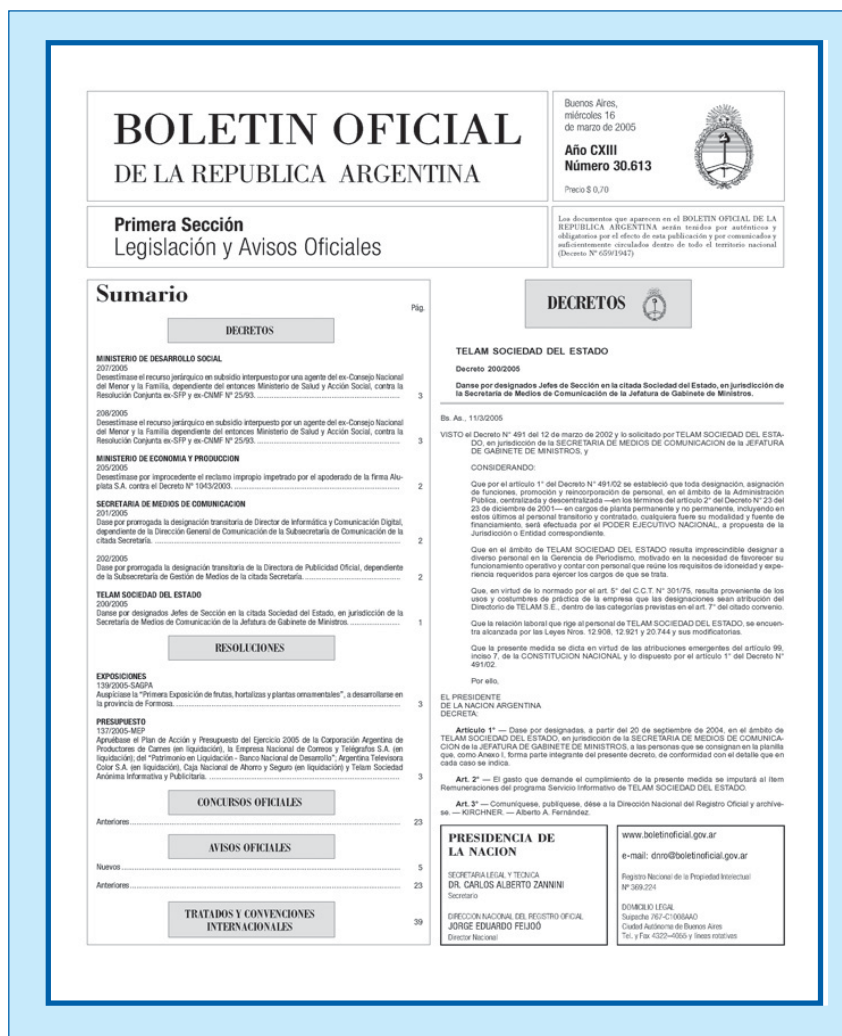 BOLETIN OFICIAL
DE LA REPUBLICA ARGENTINA
Buenos Aires,
miércoles 16
de marzo de 2005
Año CXIII
Número 30.613
Precio $ 0,70
Primera Sección
Legislación y Avisos Oficiales
Los documentos que aparecen en el BOLETIN OFICIAL DE LA
REPUBLICA ARGENTINA serán tenidos por auténticos y
obligatorios por el efecto de esta publicación y por comunicados y
suficientemente circulados dentro de todo el territorio nacional
(Decreto Nº 659/1947)
Sumario
Pág.
DECRETOS
MINISTERIO DE DESARROLLO SOCIAL
207/2005
Desestímase el recurso jerárquico en subsidio interpuesto por una agente del ex-Consejo Nacional
del Menor y la Familia, dependiente del entonces Ministerio de Salud y Acción Social, contra la
Resolución Conjunta ex-SFP y ex-CNMF Nº 25/93. 3
208/2005
Desestímase el recurso jerárquico en subsidio interpuesto por un agente del ex-Consejo Nacional
del Menor y la Familia dependiente del entonces Ministerio de Salud y Acción Social, contra la
Resolución Conjunta ex-SFP y ex-CNMF Nº 25/93. 3
MINISTERIO DE ECONOMIA Y PRODUCCION
205/2005
Desestímase por improcedente el reclamo impropio impetrado por el apoderado de la firma Alu-
plata S.A. contra el Decreto Nº 1043/2003. 2
SECRETARIA DE MEDIOS DE COMUNICACION
201/2005
Dase por prorrogada la designación transitoria de Director de Informática y Comunicación Digital,
dependiente de la Dirección General de Comunicación de la Subsecretaría de Comunicación de la
citada Secretaría. 2
202/2005
Dase por prorrogada la designación transitoria de la Directora de Publicidad Oficial, dependiente
de la Subsecretaría de Gestión de Medios de la citada Secretaría. 2
TELAM SOCIEDAD DEL ESTADO
200/2005
Danse por designados Jefes de Sección en la citada Sociedad del Estado, en jurisdicción de la
Secretaría de Medios de Comunicación de la Jefatura de Gabinete de Ministros. 1
RESOLUCIONES
EXPOSICIONES
139/2005-SAGPA
Auspíciase la "Primera Exposición de frutas, hortalizas y plantas ornamentales", a desarrollarse en
la provincia de Formosa. 3
PRESUPUESTO
137/2005-MEP
Apruébase el Plan de Acción y Presupuesto del Ejercicio 2005 de la Corporación Argentina de
Productores de Carnes (en liquidación), la Empresa Nacional de Correos y Telégrafos S.A. (en
liquidación); del "Patrimonio en Liquidación - Banco Nacional de Desarrollo"; Argentina Televisora
Color S.A. (en liquidación), Caja Nacional de Ahorro y Seguro (en liquidación) y Telam Sociedad
Anónima Informativa y Publicitaria. 3
CONCURSOS OFICIALES
Anteriores 23
AVISOS OFICIALES
Nuevos 5
Anteriores 23
TRATADOS Y CONVENCIONES
INTERNACIONALES 39
DECRETOS
TELAM SOCIEDAD DEL ESTADO
Decreto 200/2005
Danse por designados Jefes de Sección en la citada Sociedad del Estado, en jurisdicción de
la Secretaría de Medios de Comunicación de la Jefatura de Gabinete de Ministros.
Bs. As., 11/3/2005
VISTO el Decreto Nº 491 del 12 de marzo de 2002 y lo solicitado por TELAM SOCIEDAD DEL ESTA-
DO, en jurisdicción de la SECRETARIA DE MEDIOS DE COMUNICACION de la JEFATURA
DE GABINETE DE MINISTROS, y
CONSIDERANDO:
Que por el artículo 1° del Decreto N° 491/02 se estableció que toda designación, asignación
de funciones, promoción y reincorporación de personal, en el ámbito de la Administración
Pública, centralizada y descentralizada —en los términos del artículo 2° del Decreto N° 23 del
23 de diciembre de 2001— en cargos de planta permanente y no permanente, incluyendo en
estos últimos al personal transitorio y contratado, cualquiera fuere su modalidad y fuente de
financiamiento, será efectuada por el PODER EJECUTIVO NACIONAL, a propuesta de la
Jurisdicción o Entidad correspondiente.
Que en el ámbito de TELAM SOCIEDAD DEL ESTADO resulta imprescindible designar a
diverso personal en la Gerencia de Periodismo, motivado en la necesidad de favorecer su
funcionamiento operativo y contar con personal que reúne los requisitos de idoneidad y expe-
riencia requeridos para ejercer los cargos de que se trata.
Que, en virtud de lo normado por el art. 5° del C.C.T. N° 301/75, resulta proveniente de los
usos y costumbres de práctica de la empresa que las designaciones sean atribución del
Directorio de TELAM S.E., dentro de las categorías previstas en el art. 7° del citado convenio.
Que la relación laboral que rige al personal de TELAM SOCIEDAD DEL ESTADO, se encuen-
tra alcanzada por las Leyes Nros. 12.908, 12.921 y 20.744 y sus modificatorias.
Que la presente medida se dicta en virtud de las atribuciones emergentes del artículo 99,
inciso 7, de la CONSTITUCION NACIONAL y lo dispuesto por el artículo 1° del Decreto N°
491/02.
Por ello,
EL PRESIDENTE
DE LA NACION ARGENTINA
DECRETA:
Artículo 1° — Dase por designadas, a partir del 20 de septiembre de 2004, en el ámbito de
TELAM SOCIEDAD DEL ESTADO, en jurisdicción de la SECRETARIA DE MEDIOS DE COMUNICA-
CION de la JEFATURA DE GABINETE DE MINISTROS, a las personas que se consignan en la planilla
que, como Anexo I, forma parte integrante del presente decreto, de conformidad con el detalle que en
cada caso se indica.
Art. 2° — El gasto que demande el cumplimiento de la presente medida se imputará al Item
Remuneraciones del programa Servicio Informativo de TELAM SOCIEDAD DEL ESTADO.
Art. 3° — Comuníquese, publíquese, dése a la Dirección Nacional del Registro Oficial y archíve-
se. — KIRCHNER. — Alberto A. Fernández.
PRESIDENCIA DE
LA NACION
SECRETARIA LEGAL Y TECNICA
DR. CARLOS ALBERTO ZANNINI
Secretario
DIRECCION NACIONAL DEL REGISTRO OFICIAL
JORGE EDUARDO FEIJOÓ
Director Nacional
www.boletinoficial.gov.ar
e-mail: dnro@boletinoficial.gov.ar
Registro Nacional de la Propiedad Intelectual
Nº 369.224
DOMICILIO LEGAL
Suipacha 767-C1008AAO
Ciudad Autónoma de Buenos Aires
Tel. y Fax 4322-4055 y líneas rotativas